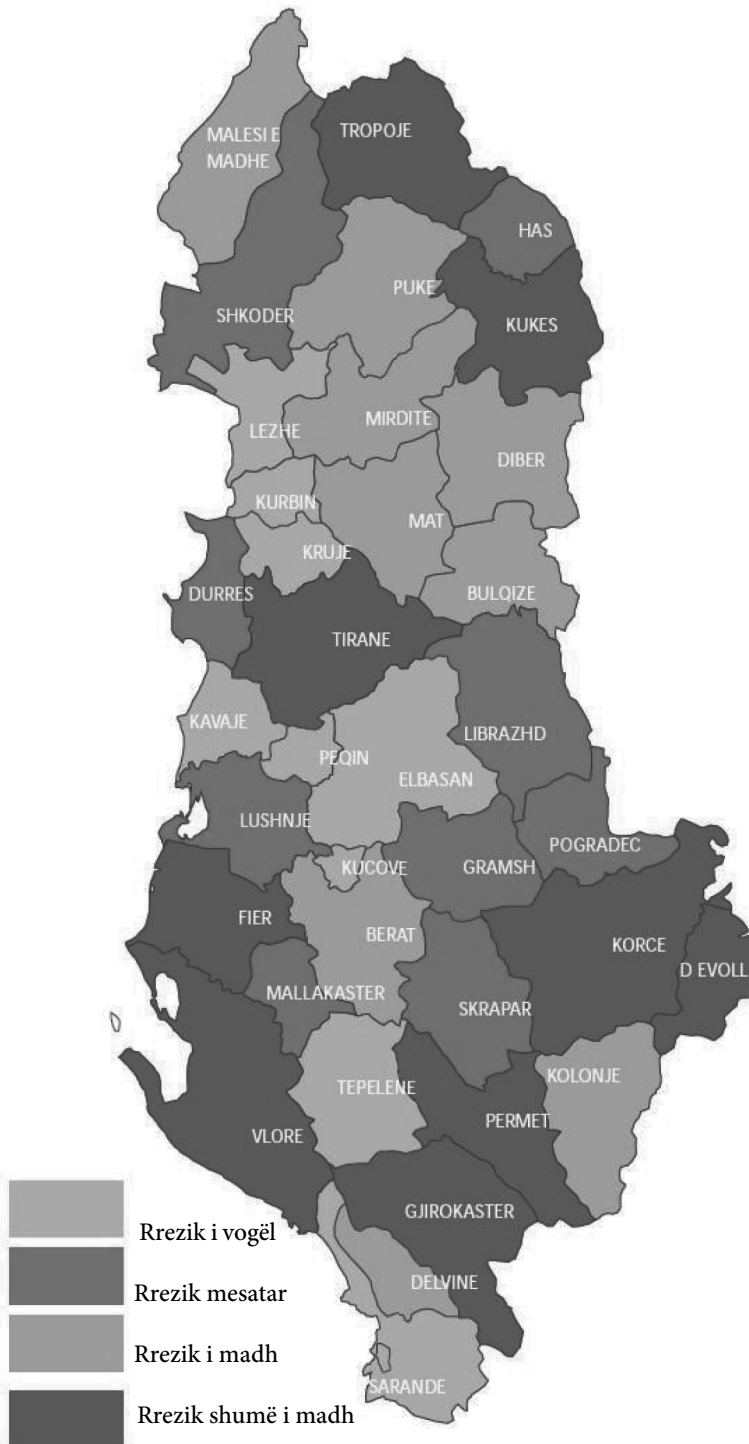 MALESI E
MADHE
TROPOJE
HAS
PUKE
SHKODER
KUKES
MIRDITE
LEZHE
DIBER
KURBIN
MAT
KRUJE
DURRES
BULQIZE
TIRANE
KAVAJE
LIBRAZHD
PEQIN
ELBASAN
LUSHNJE
POGRADEC
KUCOVE
GRAMSH
FIER
BERAT
KORCE
D EVOLL
MALLAKASTER
SKRAPAR
KOLONJE
TEPELENE
PERMET
VLORE
GJIROKASTER
DELVINE
SARANDE
Rrezik i vogël
Rrezik mesatar
Rrezik i madh
Rrezik shumë i madh